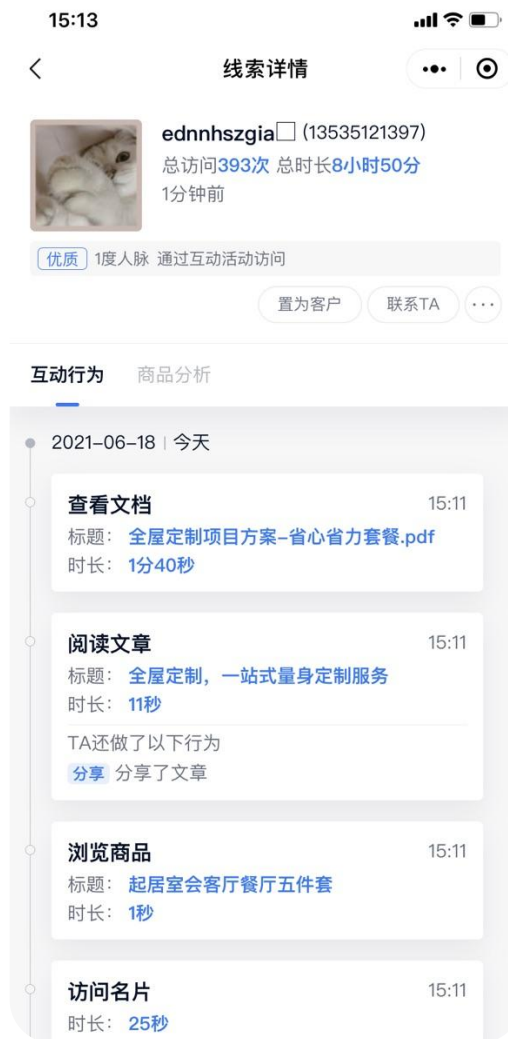 15:13
线索详情
ednnhszgia□ (13535121397)
总访问393次 总时长8小时50分
1分钟前
优质 1度人脉 通过互动活动访问
置为客户 联系TA ···
互动行为 商品分析
2021-06-18 | 今天
查看文档 15:11
标题： 全屋定制项目方案-省心省力套餐.pdf
时长： 1分40秒
阅读文章 15:11
标题： 全屋定制，一站式量身定制服务
时长： 11秒
TA还做了以下行为
分享 分享了文章
浏览商品 15:11
标题： 起居室会客厅餐厅五件套
时长： 1秒
访问名片 15:11
时长： 25秒